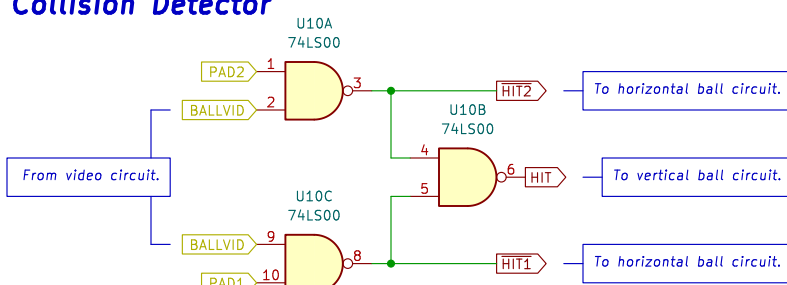 Collision Detector
U10A
74LS00
PAD2
1
3
BALLVID
2
HIT2
To horizontal ball circuit.
U10B
74LS00
4
6
5
HIT
To vertical ball circuit.
From video circuit.
U10C
74LS00
BALLVID
9
8
PAD1
10
HIT1
To horizontal ball circuit.